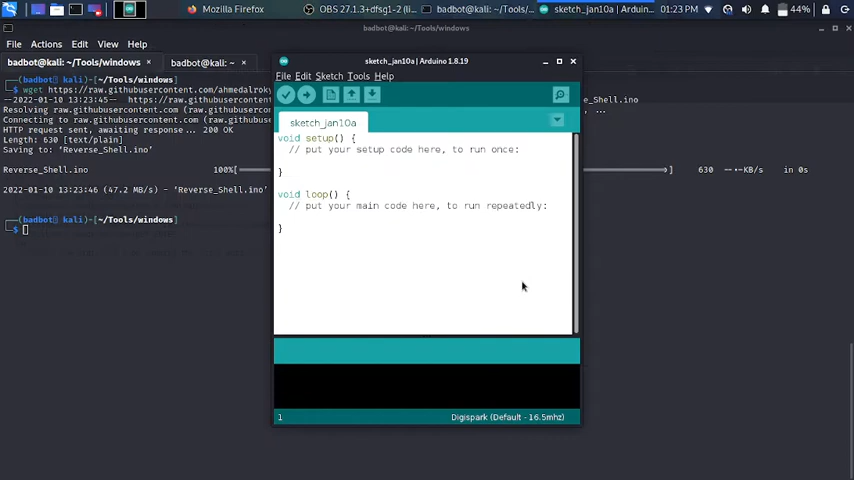 Mozilla Firefox
OBS 27.1.3+dfsg1-2 (li...
badbot@kali: ~/Tools/...
sketch_jan10a | Arduin...
01:23 PM
44%
badbot@kali: ~/Tools/windows
File Actions Edit View Help
badbot@kali: ~/Tools/windows ×
badbot@kali: ~ ×
(badbot㉿ kali)-[~/Tools/windows]
$ wget https://raw.githubusercontent.com/ahmedalrok
--2022-01-10 13:23:45-- https://raw.githubusercontent.com e_Shell.ino
Resolving raw.githubusercontent.com (raw.githubusercont ...
Connecting to raw.githubusercontent.com (raw.githubuser
HTTP request sent, awaiting response... 200 OK
Length: 630 [text/plain]
Saving to: ‘Reverse_Shell.ino’
Reverse_Shell.ino 100%[ ] 630 --.-KB/s in 0s
2022-01-10 13:23:46 (47.2 MB/s) - ‘Reverse_Shell.ino’
(badbot㉿ kali)-[~/Tools/windows]
$
sketch_jan10a | Arduino 1.8.19
File Edit Sketch Tools Help
sketch_jan10a
void setup() {
// put your setup code here, to run once:
}
void loop() {
// put your main code here, to run repeatedly:
}
1
Digispark (Default - 16.5mhz)